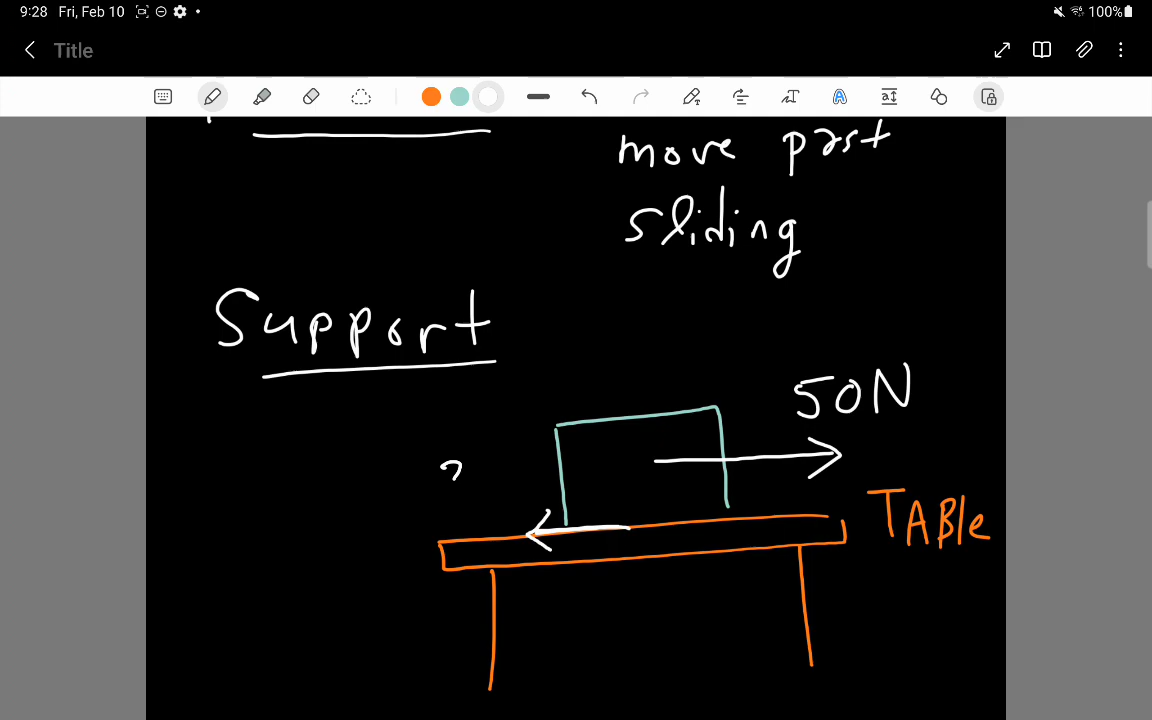 9:28 Fri, Feb 10
100%
Title
move past
sliding
Support
50N
?
TABle